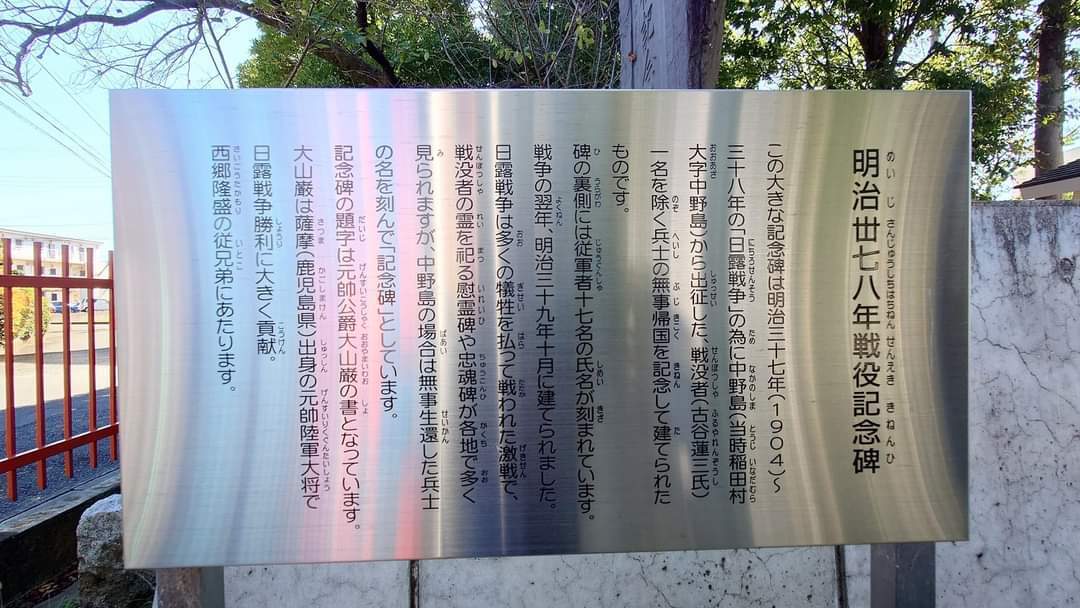 明治丗七八年戦役記念碑
この大きな記念碑は明治三十七年(1904)~
三十八年の「日露戦争」の為に中野島(当時稲田村
大字中野島)から出征した、戦没者(古谷蓮三氏)
一名を除く兵士の無事帰国を記念して建てられた
ものです。
碑の裏側には従軍者十七名の氏名が刻まれています。
戦争の翌年、明治三十九年十月に建てられました。
日露戦争は多くの犠牲を払って戦われた激戦で、
戦没者の霊を祀る慰霊碑や忠魂碑が各地で多く
見られますが、中野島の場合は無事生還した兵士
の名を刻んで「記念碑」としています。
記念碑の題字は元帥公爵大山巌の書となっています。
大山巌は薩摩(鹿児島県)出身の元帥陸軍大将で
日露戦争勝利に大きく貢献。
西郷隆盛の従兄弟にあたります。